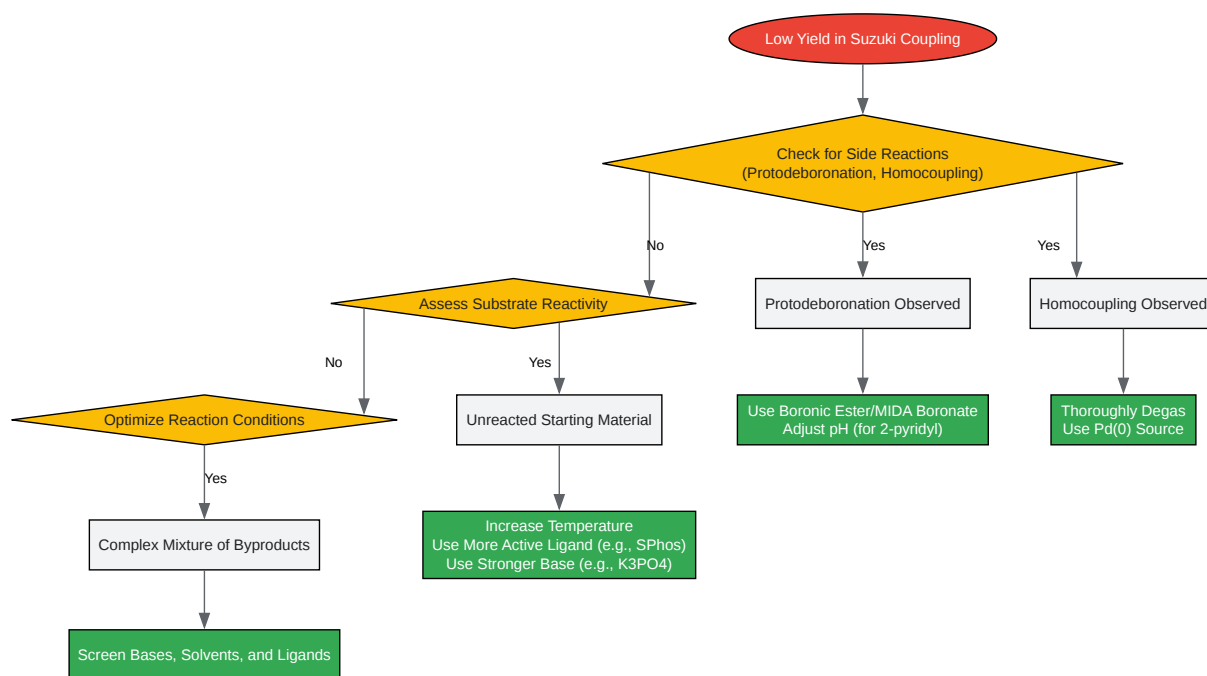 Low Yield in Suzuki Coupling
Check for Side Reactions
(Protodeboronation, Homocoupling)
No
Yes
Yes
Assess Substrate Reactivity
Protodeboronation Observed
Homocoupling Observed
No
Yes
Optimize Reaction Conditions
Unreacted Starting Material
Use Boronic Ester/MIDA Boronate
Adjust pH (for 2-pyridyl)
Thoroughly Degas
Use Pd(0) Source
Yes
Complex Mixture of Byproducts
Increase Temperature
Use More Active Ligand (e.g., SPhos)
Use Stronger Base (e.g., K3PO4)
Screen Bases, Solvents, and Ligands